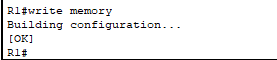 R1#write memory
Building configuration...
[OK]
R1#